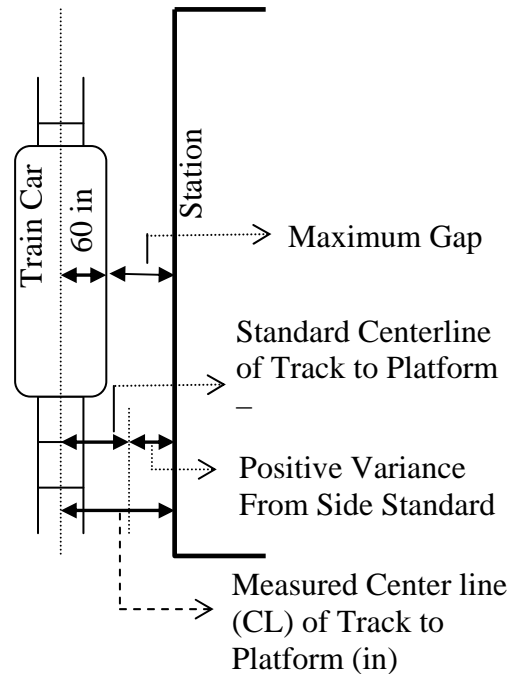 Train Car
60 in
Station
Maximum Gap
Standard Centerline
of Track to Platform
–
Positive Variance
From Side Standard
Measured Center line
(CL) of Track to
Platform (in)